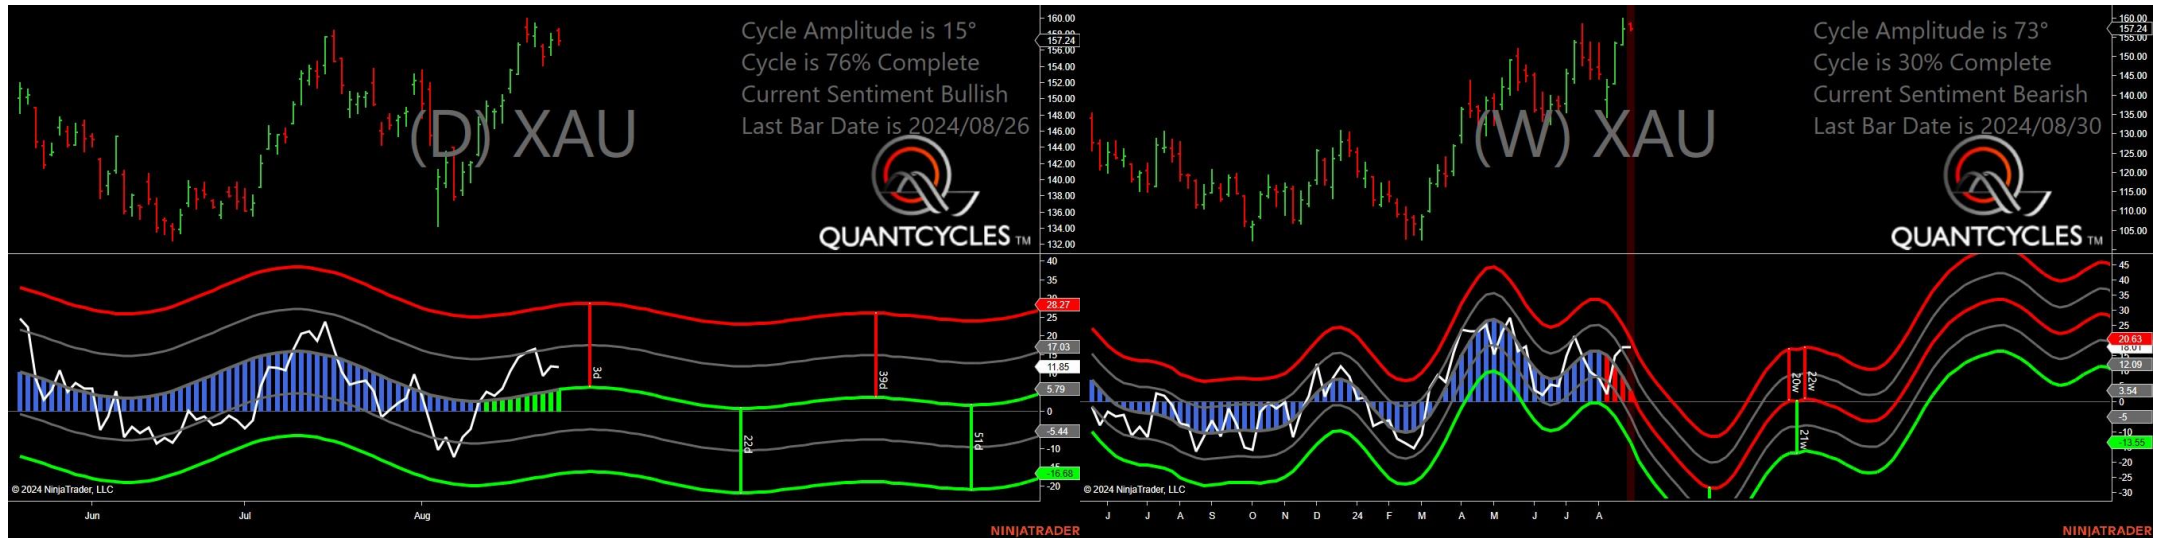 Cycle Amplitude is 15°
Cycle is 76% Complete
Current Sentiment Bullish
Last Bar Date is 2024/08/26
(D) XAU
QUANTCYCLES TM
160.00
157.24
156.00
154.00
152.00
150.00
148.00
146.00
144.00
142.00
140.00
138.00
136.00
134.00
132.00
40
35
28.27
25
20
17.03
11.85
5.79
0
-5.44
-10
-16.68
-20
3d
22d
39d
51d
© 2024 NinjaTrader, LLC
Jun Jul Aug
NINJATRADER
Cycle Amplitude is 73°
Cycle is 30% Complete
Current Sentiment Bearish
Last Bar Date is 2024/08/30
(W) XAU
QUANTCYCLES TM
160.00
157.24
155.00
150.00
145.00
140.00
135.00
130.00
125.00
120.00
115.00
110.00
105.00
45
35
30
25
20.63
18.01
12.09
3.54
0
-5
-10
-13.55
-20
-25
-30
20w
22w
21w
© 2024 NinjaTrader, LLC
J J A S O N D 24 F M A M J J A
NINJATRADER